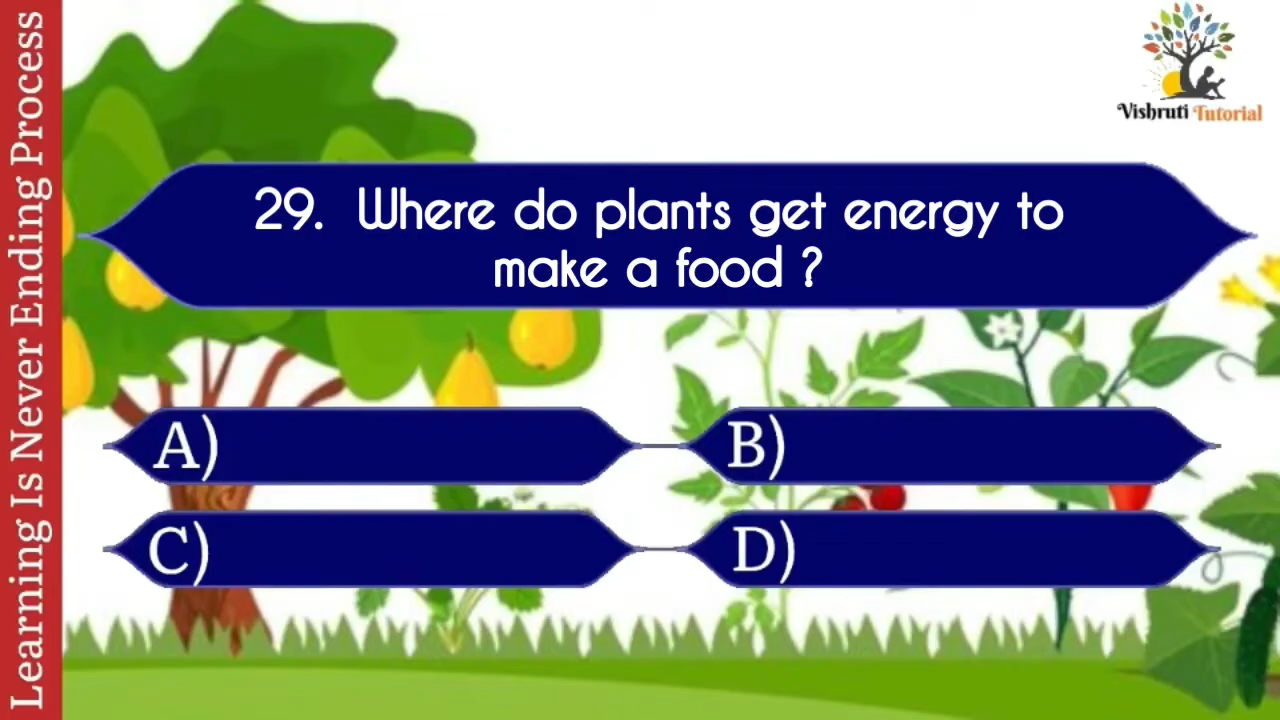 Learning Is Never Ending Process
Vishruti Tutorial
29. Where do plants get energy to
make a food ?
A)
B)
C)
D)